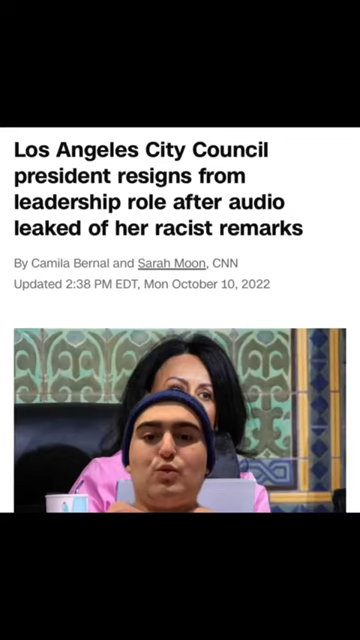 Los Angeles City Council
president resigns from
leadership role after audio
leaked of her racist remarks
By Camila Bernal and Sarah Moon, CNN
Updated 2:38 PM EDT, Mon October 10, 2022